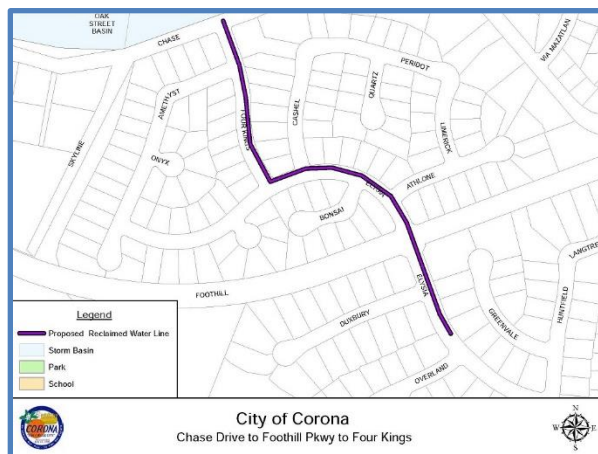 OAK
STREET
BASIN
CHASE
VIA MAZATLAN
PERIDOT
QUARTZ
AMETHYST
FOUR KINGS
CASHEL
LIMERICK
SKYLINE
ONYX
ATHLONE
ELYSIA
BONSAI
LANGTREE
FOOTHILL
ELYSIA
HUNTFIELD
GREENVALE
DUXBURY
OVERLAND
Legend
Proposed Reclaimed Water Line
Storm Basin
Park
School
CORONA
City of Corona
Chase Drive to Foothill Pkwy to Four Kings
N
W
E
S